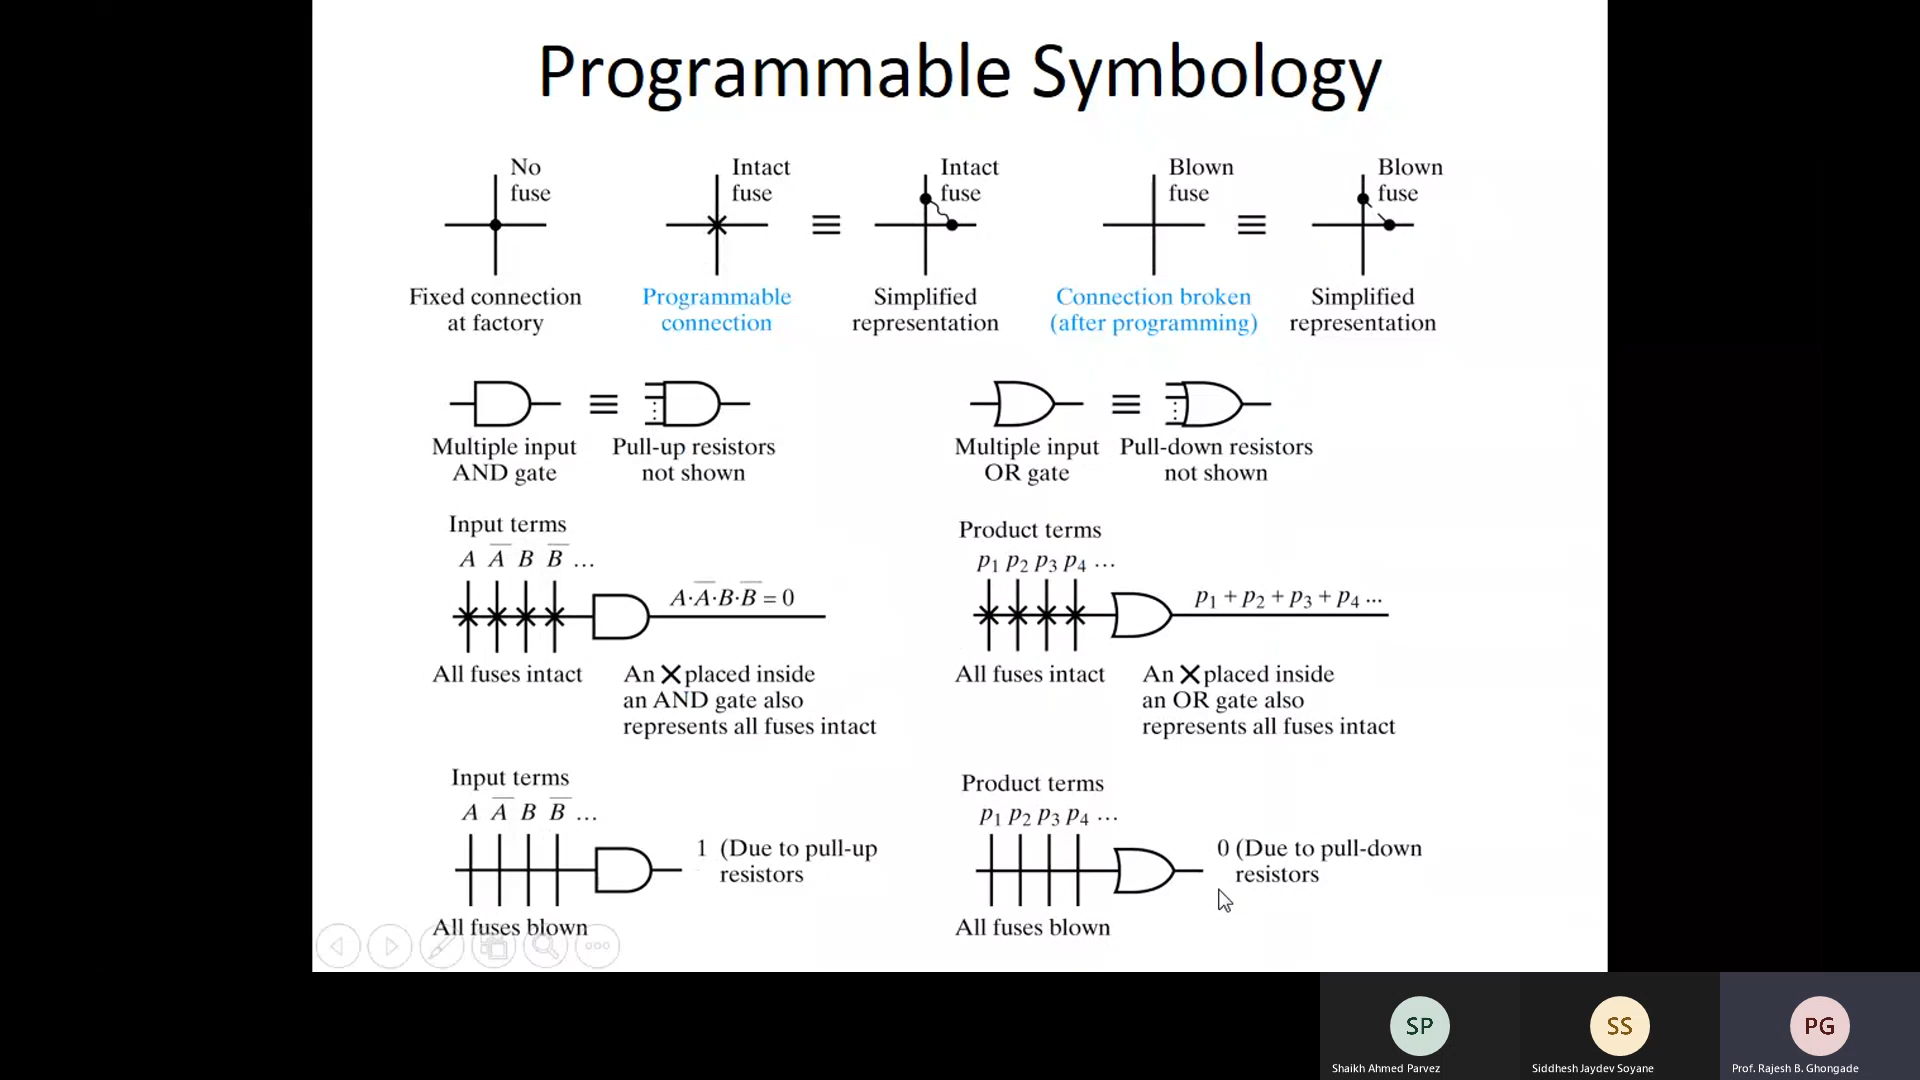 Programmable Symbology
No
fuse
Fixed connection
at factory
Intact
fuse
Programmable
connection
≡
Intact
fuse
Simplified
representation
Blown
fuse
Connection broken
(after programming)
≡
Blown
fuse
Simplified
representation
Multiple input
AND gate
≡
Pull-up resistors
not shown
Multiple input
OR gate
≡
Pull-down resistors
not shown
Input terms
A A̅ B B̅ ...
A·A̅·B·B̅ = 0
All fuses intact
An X placed inside
an AND gate also
represents all fuses intact
Product terms
p₁ p₂ p₃ p₄ ...
p₁ + p₂ + p₃ + p₄ ...
All fuses intact
An X placed inside
an OR gate also
represents all fuses intact
Input terms
A A̅ B B̅ ...
1 (Due to pull-up
resistors
All fuses blown
Product terms
p₁ p₂ p₃ p₄ ...
0 (Due to pull-down
resistors
All fuses blown
SP
Shaikh Ahmed Parvez
SS
Siddhesh Jaydev Soyane
PG
Prof. Rajesh B. Ghongade